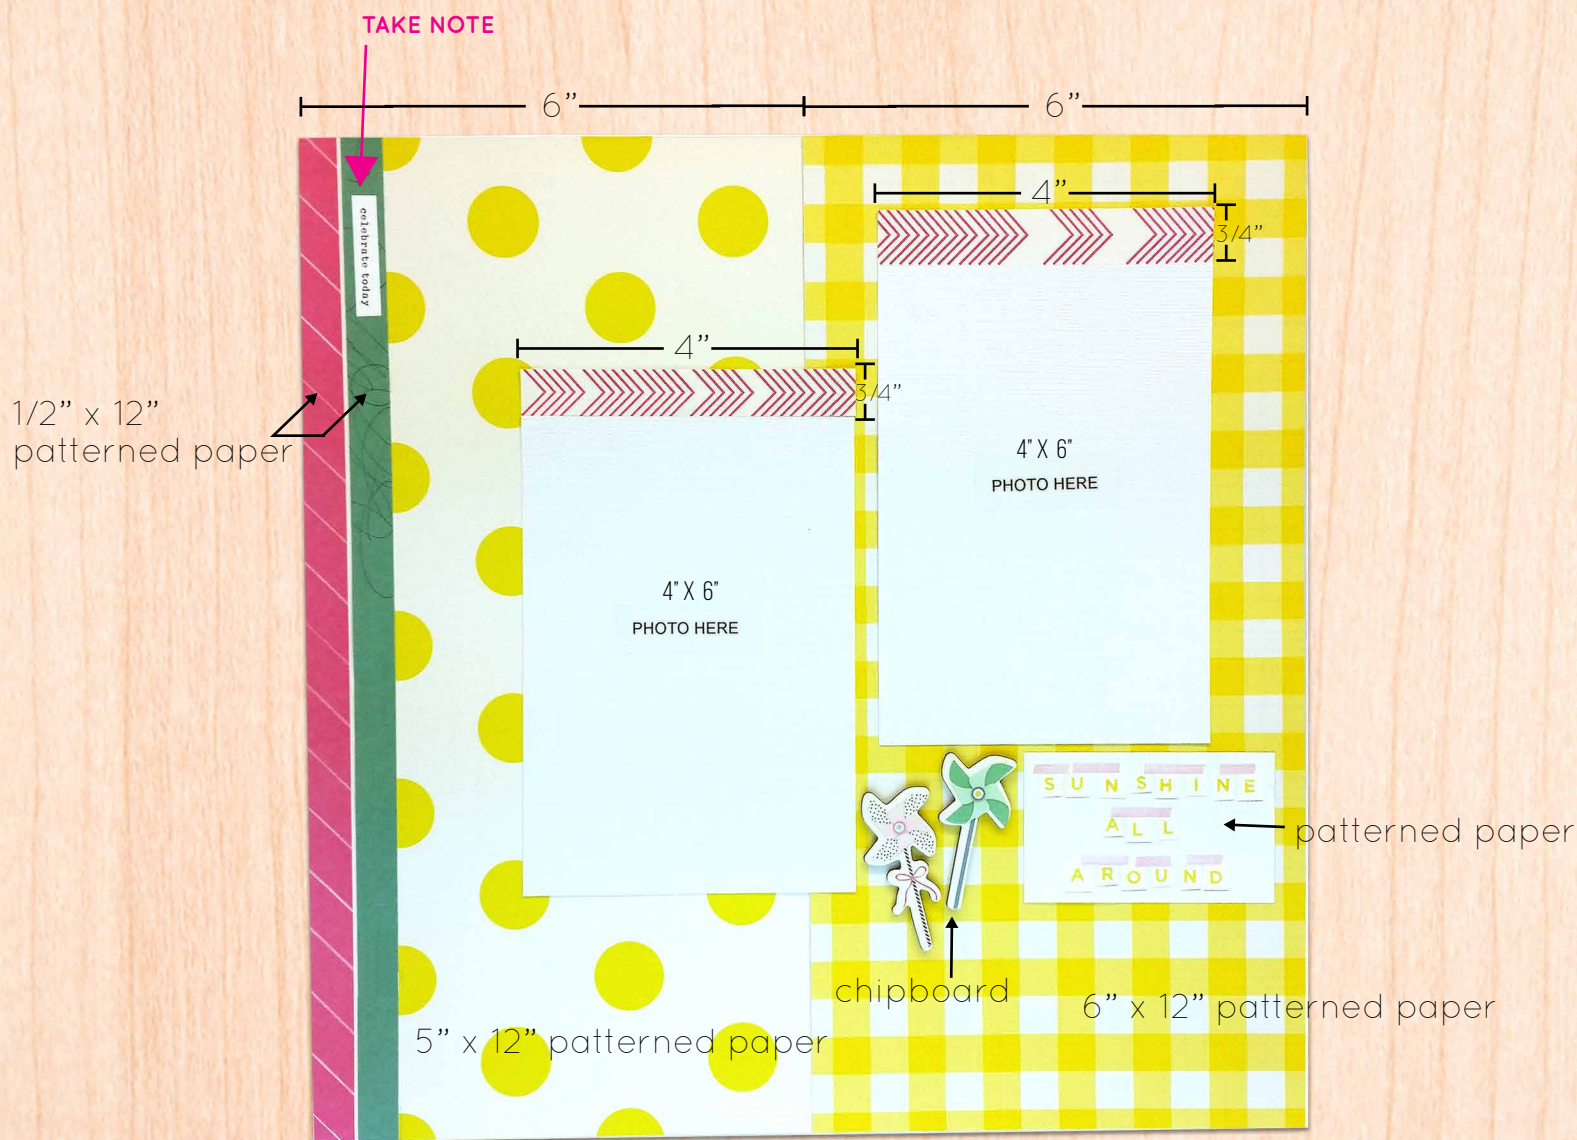 TAKE NOTE
6” 6”
4”
3/4”
celebrate today
4”
3/4”
1/2” x 12”
patterned paper
4" X 6"
PHOTO HERE
4" X 6"
PHOTO HERE
SUNSHINE
ALL
AROUND
patterned paper
chipboard
6” x 12” patterned paper
5” x 12” patterned paper